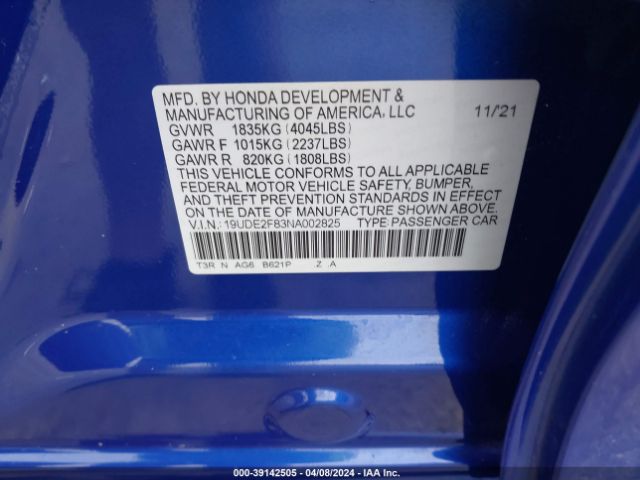 MFD. BY HONDA DEVELOPMENT &
MANUFACTURING OF AMERICA, LLC 11/'21
GVWR 1835KG (4045LBS)
GAWR F 1015KG (2237LBS)
GAWR R 820KG (1808LBS)
THIS VEHICLE CONFORMS TO ALL APPLICABLE
FEDERAL MOTOR VEHICLE SAFETY, BUMPER,
AND THEFT PREVENTION STANDARDS IN EFFECT
ON THE DATE OF MANUFACTURE SHOWN ABOVE.
V.I.N.: 19UDE2F83NA002825 TYPE: PASSENGER CAR
T3R N AG6 B621P .Z .A
000-39142505 - 04/08/2024 - IAA Inc.